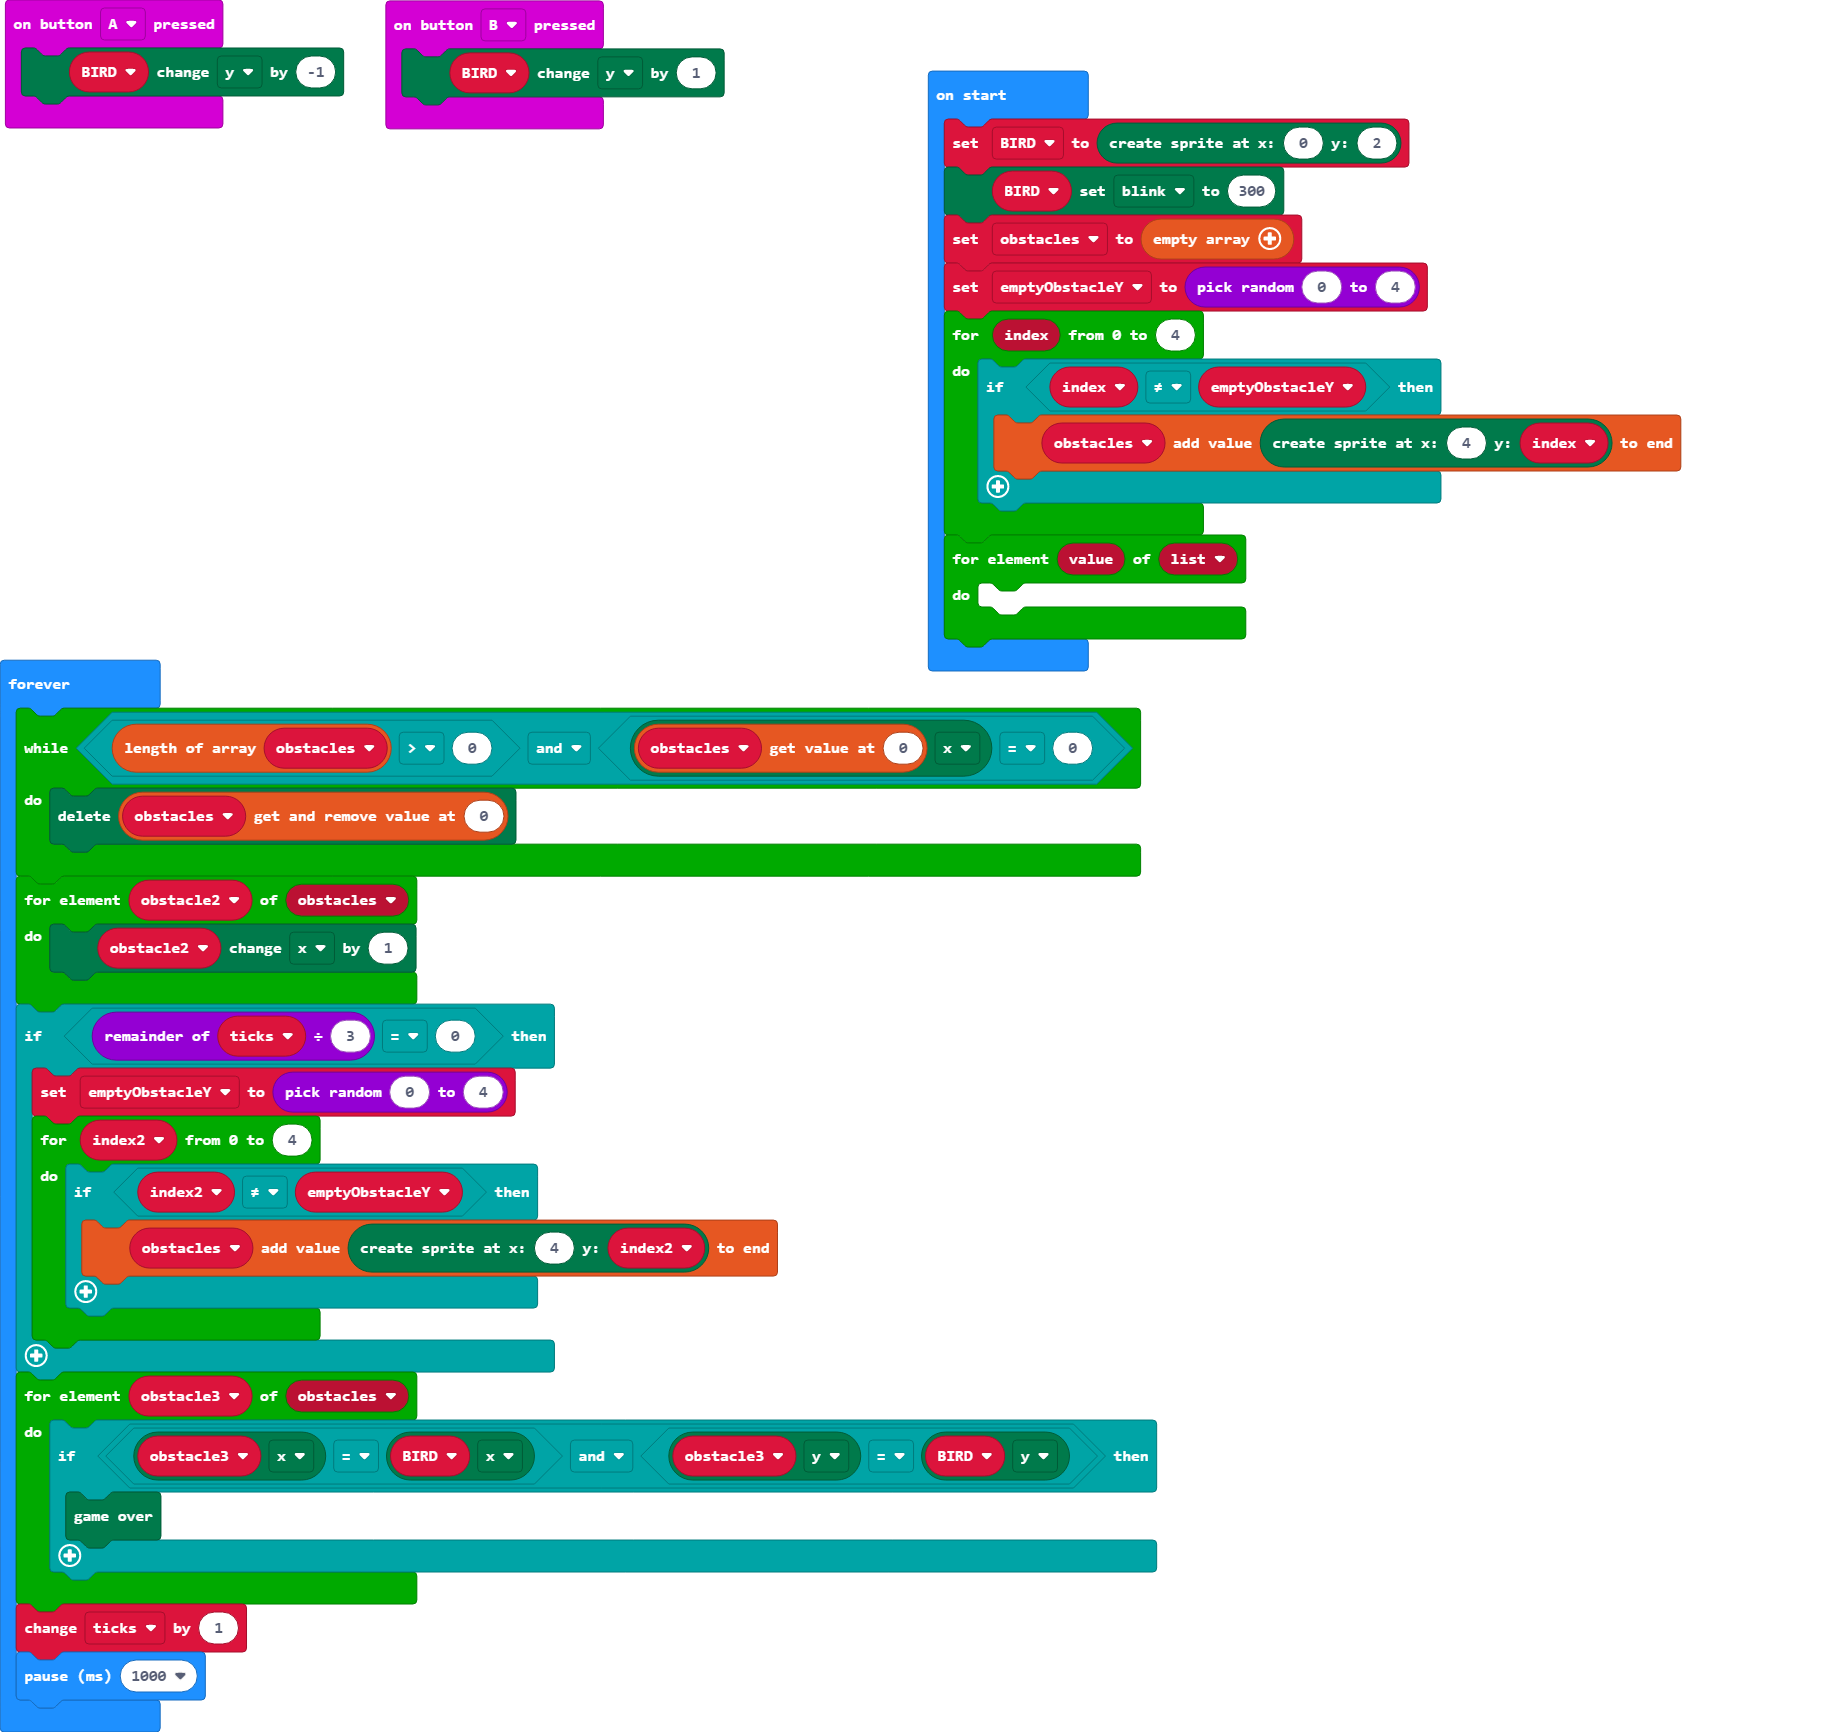 on button A pressed
BIRD change y by -1
on button B pressed
BIRD change y by 1
on start
set BIRD to create sprite at x: 0 y: 2
BIRD set blink to 300
set obstacles to empty array
set emptyObstacleY to pick random 0 to 4
for index from 0 to 4
do
if index ≠ emptyObstacleY then
obstacles add value create sprite at x: 4 y: index to end
for element value of list
do
forever
while length of array obstacles > 0 and obstacles get value at 0 x = 0
do
delete obstacles get and remove value at 0
for element obstacle2 of obstacles
do
obstacle2 change x by 1
if remainder of ticks ÷ 3 = 0 then
set emptyObstacleY to pick random 0 to 4
for index2 from 0 to 4
do
if index2 ≠ emptyObstacleY then
obstacles add value create sprite at x: 4 y: index2 to end
for element obstacle3 of obstacles
do
if obstacle3 x = BIRD x and obstacle3 y = BIRD y then
game over
change ticks by 1
pause (ms) 1000